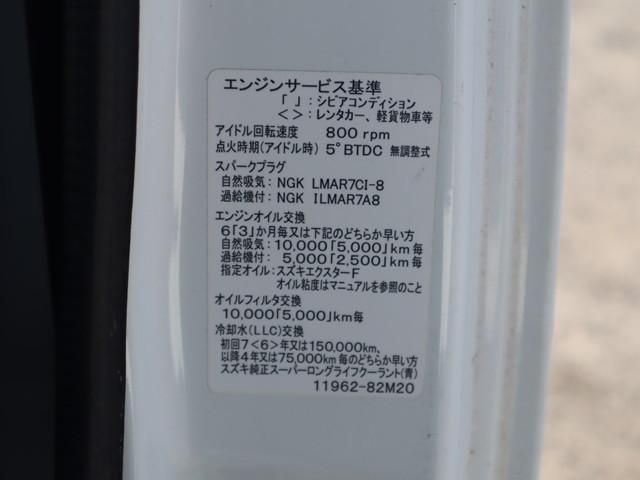 エンジンサービス基準
「 」：シビアコンディション
＜ ＞：レンタカー、軽貨物車等
アイドル回転速度 800 rpm
点火時期(アイドル時) 5°BTDC 無調整式
スパークプラグ
自然吸気：NGK LMAR7CI-8
過給機付：NGK ILMAR7A8
エンジンオイル交換
6「3」か月毎又は下記のどちらか早い方
自然吸気：10,000「5,000」km毎
過給機付：5,000「2,500」km毎
指定オイル：スズキエクスターF
オイル粘度はマニュアルを参照のこと
オイルフィルタ交換
10,000「5,000」km毎
冷却水(LLC)交換
初回7＜6＞年又は150,000km、
以降4年又は75,000km毎のどちらか早い方
スズキ純正スーパーロングライフクーラント(青)
11962-82M20